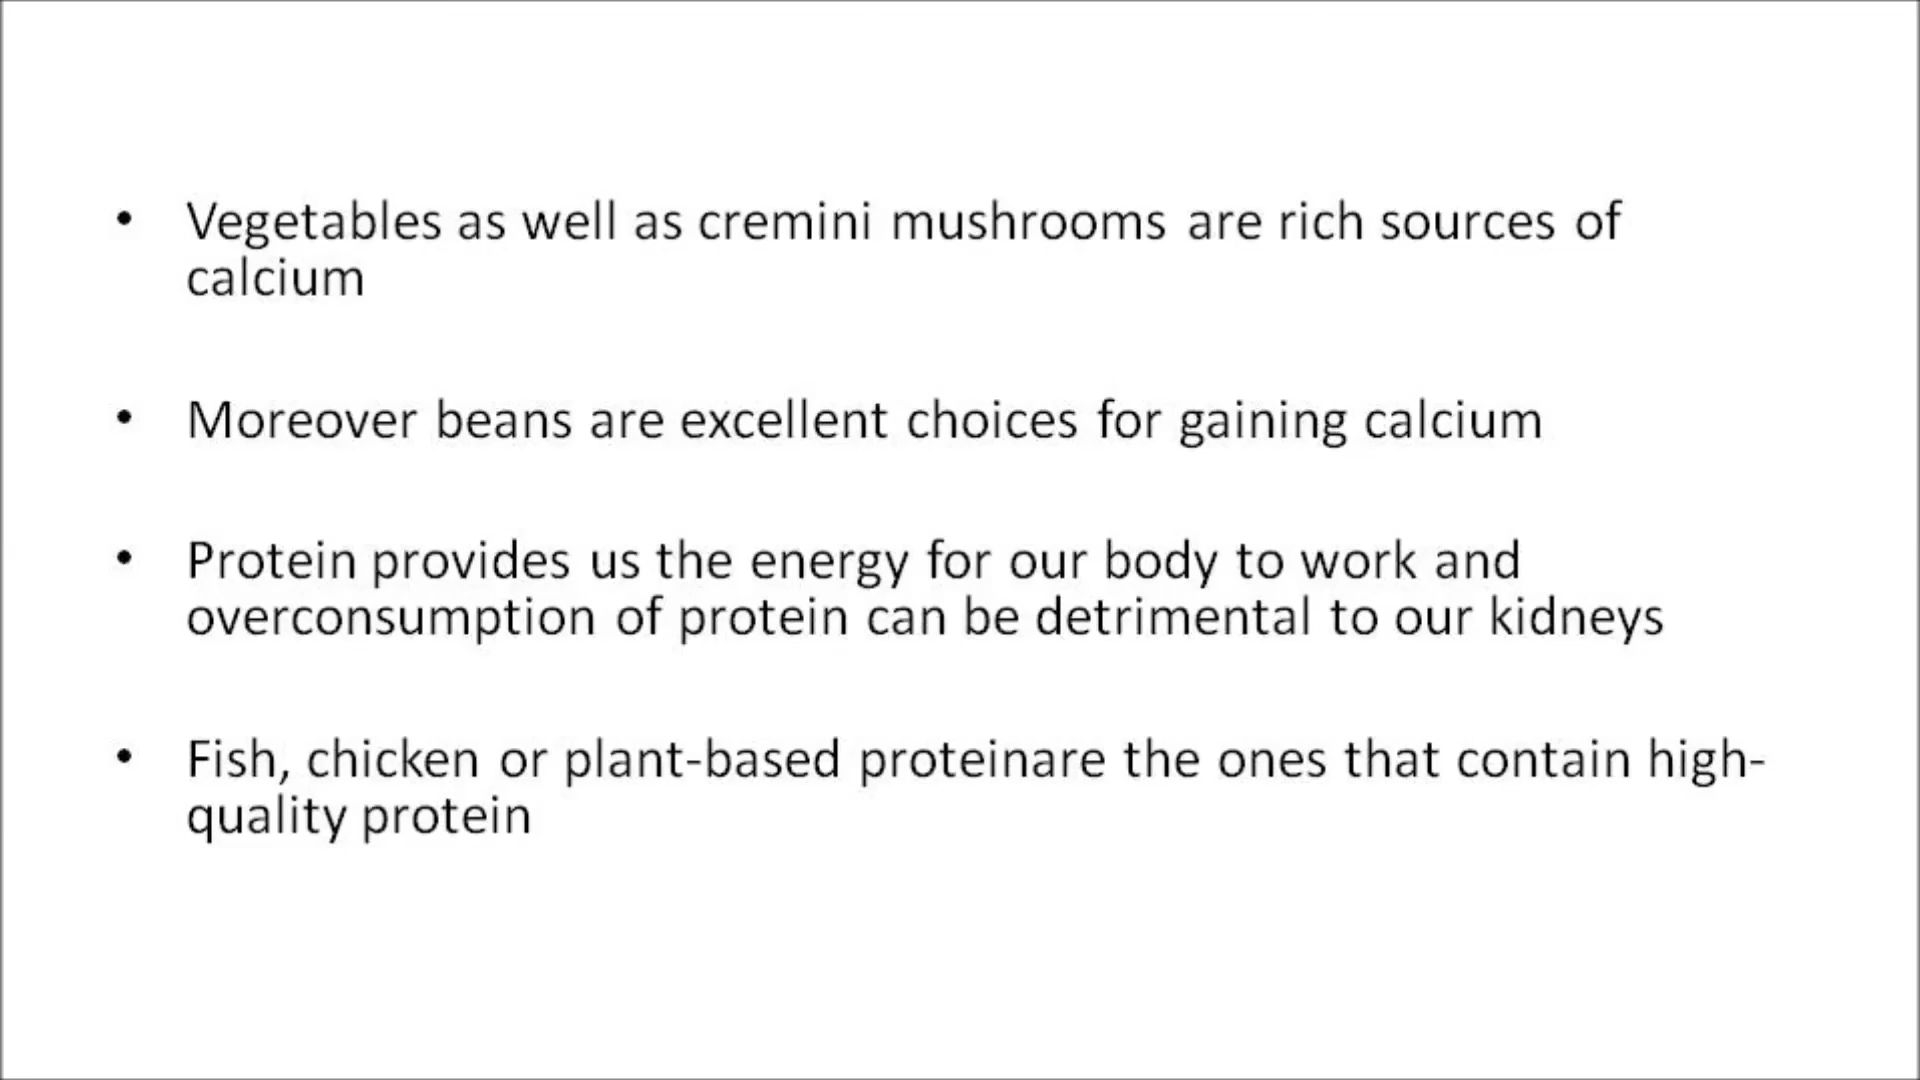 • Vegetables as well as cremini mushrooms are rich sources of
calcium
• Moreover beans are excellent choices for gaining calcium
• Protein provides us the energy for our body to work and
overconsumption of protein can be detrimental to our kidneys
• Fish, chicken or plant-based proteinare the ones that contain high-
quality protein